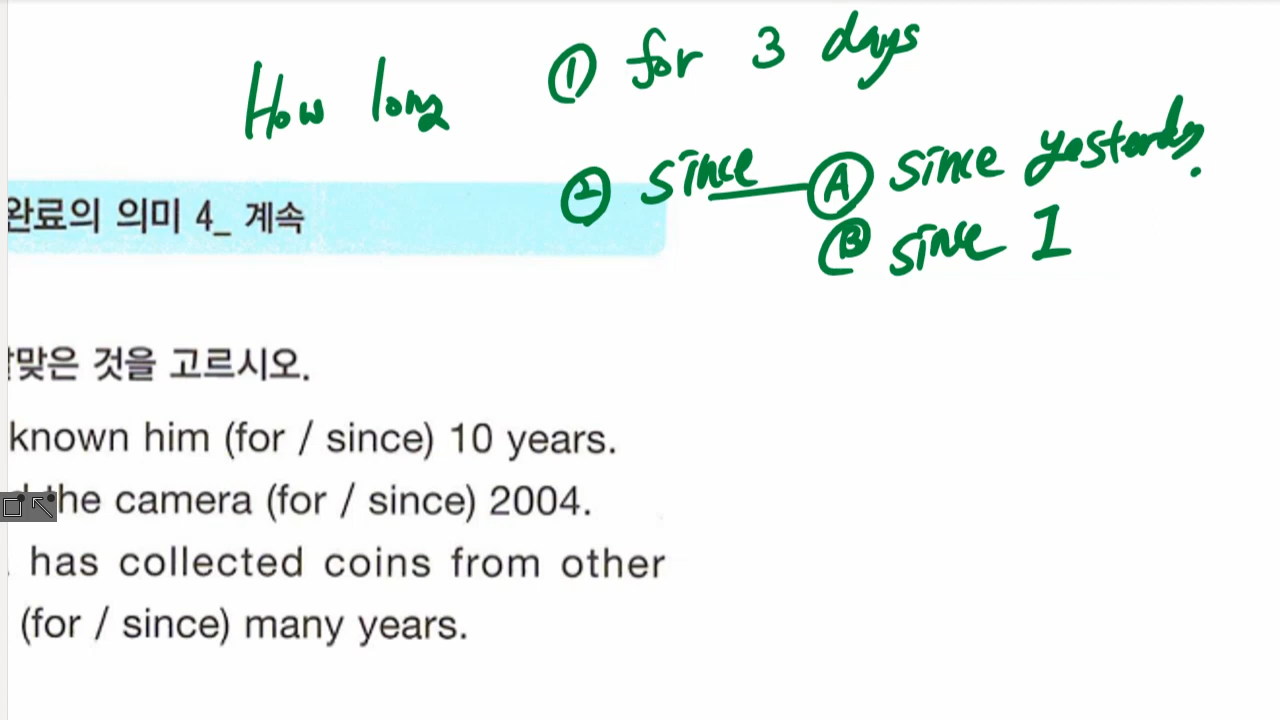 How long ① for 3 days
② since Ⓐ since yesterday.
Ⓑ since I
완료의 의미 4_ 계속
맞은 것을 고르시오.
known him (for / since) 10 years.
the camera (for / since) 2004.
has collected coins from other
(for / since) many years.